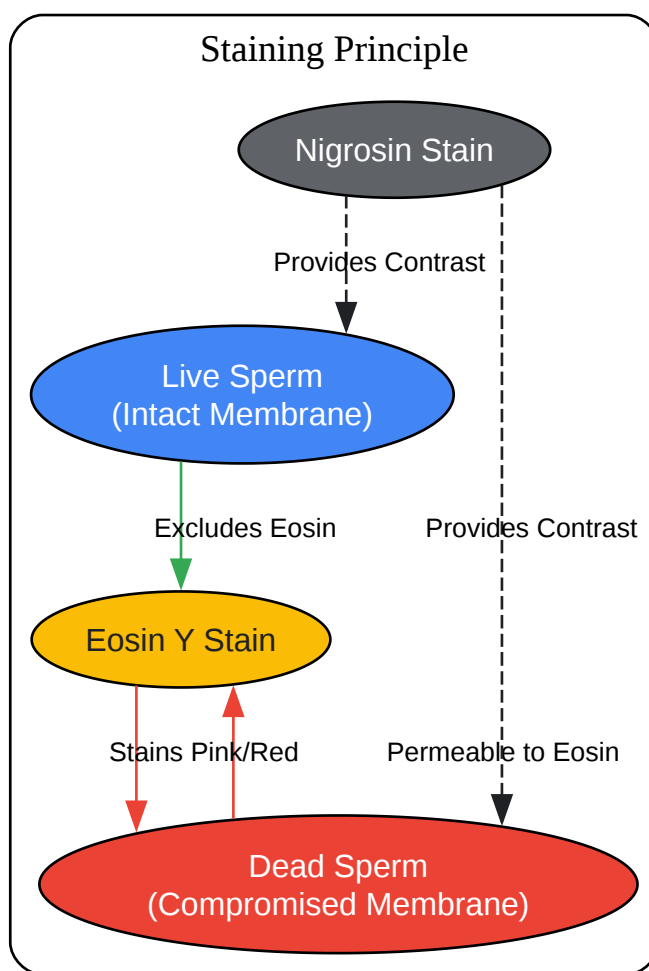 Staining Principle
Nigrosin Stain
Provides Contrast
Live Sperm
(Intact Membrane)
Excludes Eosin
Provides Contrast
Eosin Y Stain
Stains Pink/Red
Permeable to Eosin
Dead Sperm
(Compromised Membrane)